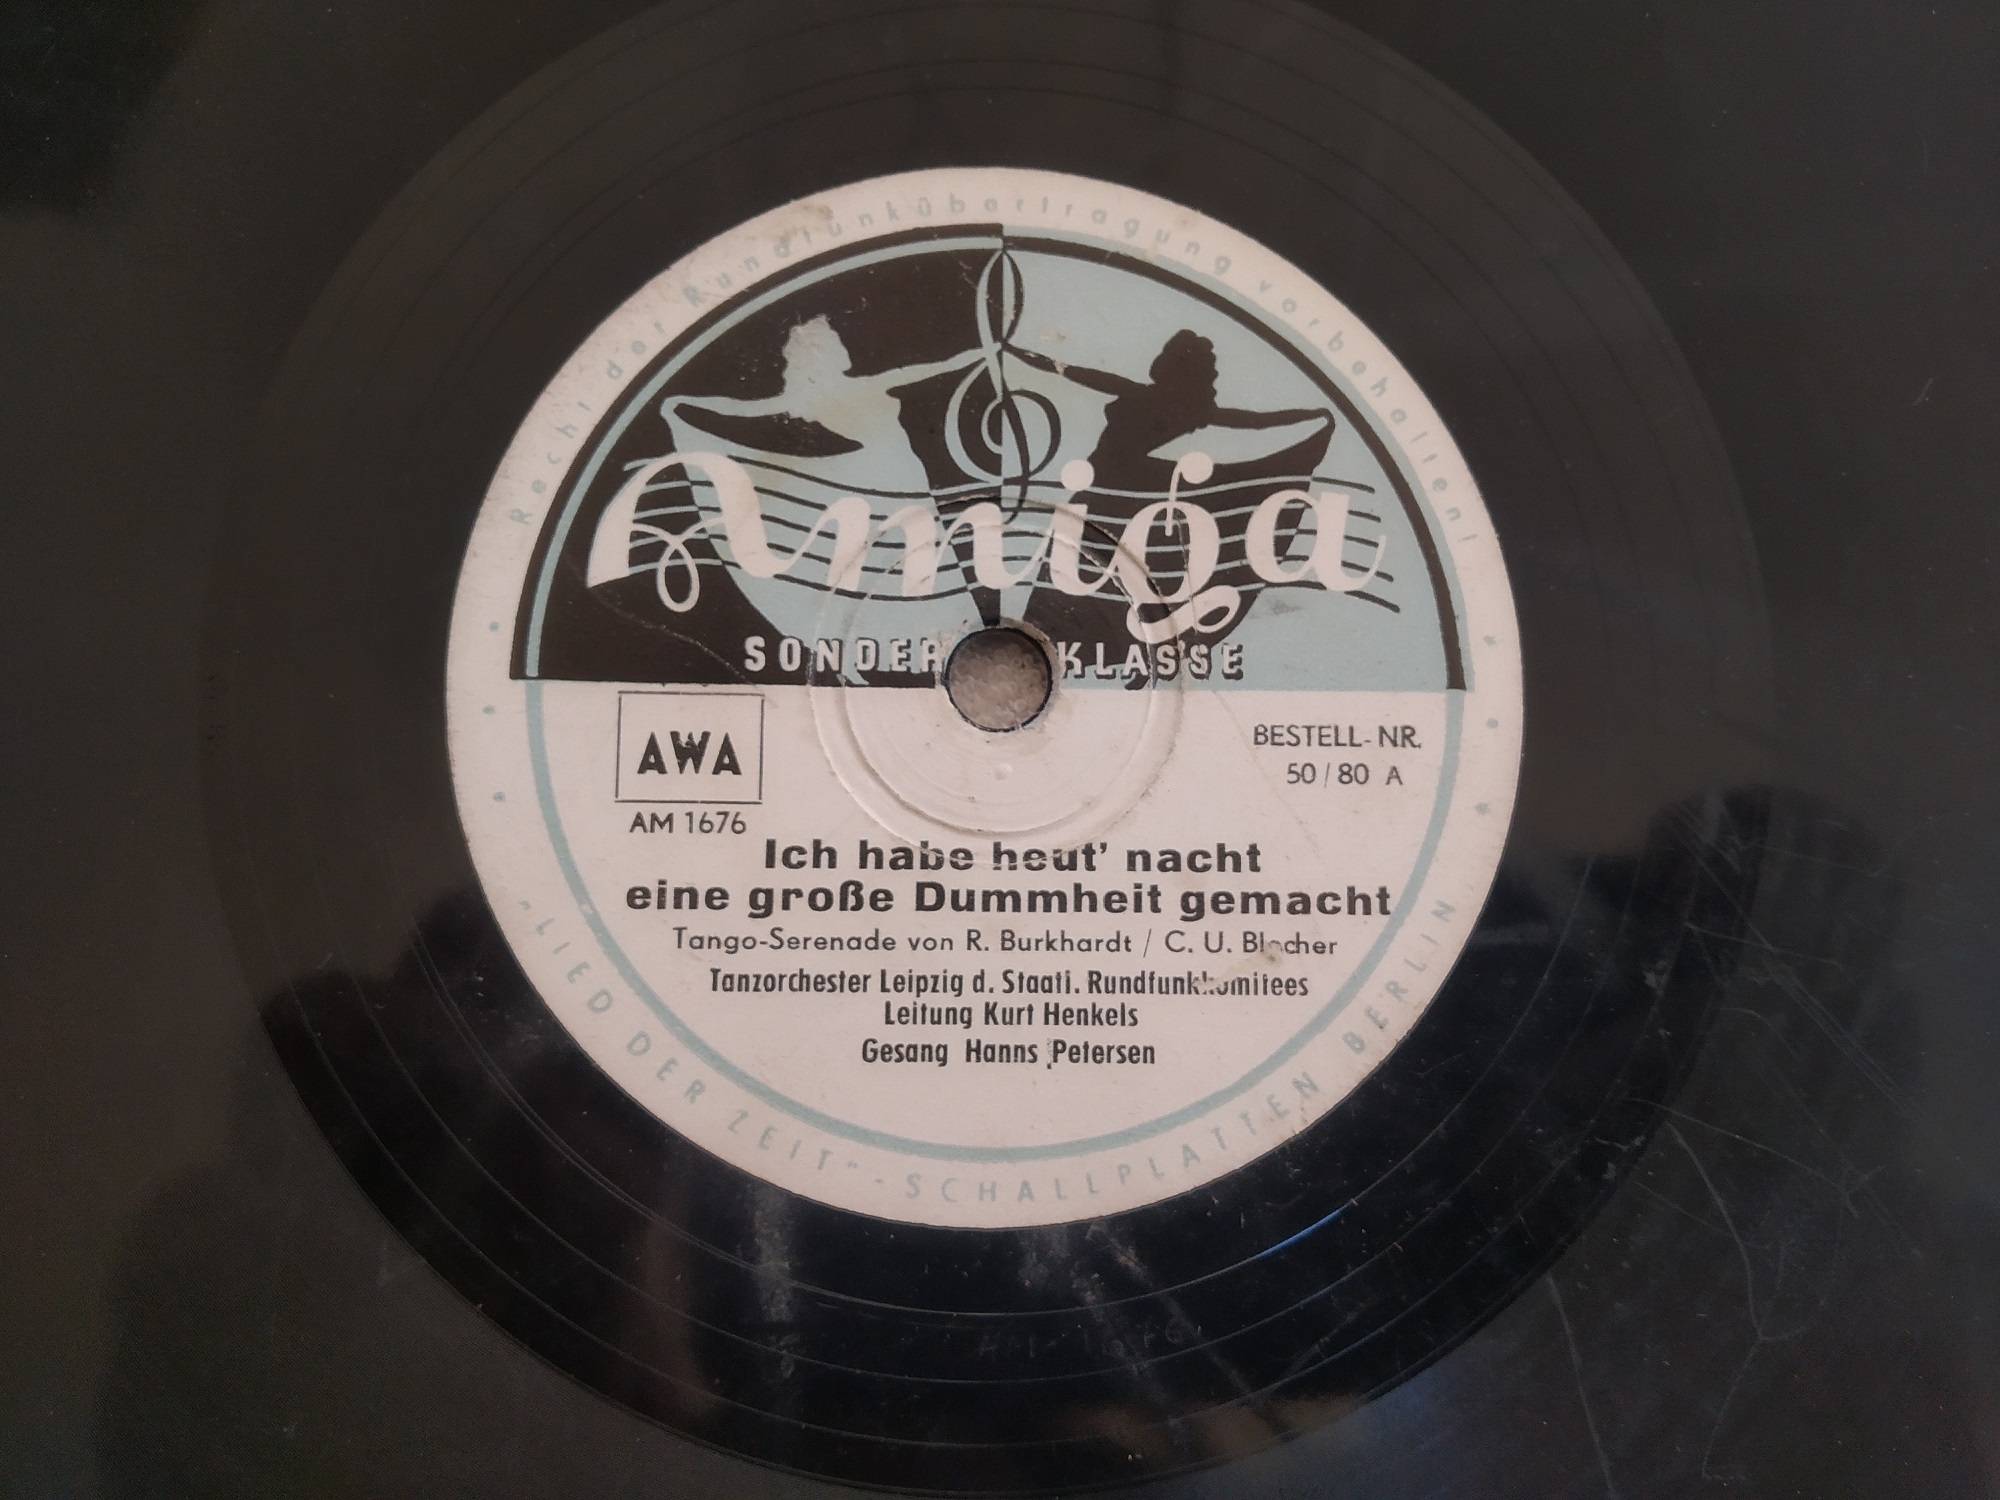 Recht der Rundfunkübertragung vorbehalten!
Amiga
SONDER KLASSE
AWA
AM 1676
BESTELL-NR.
50/80 A
Ich habe heut' nacht
eine große Dummheit gemacht
Tango-Serenade von R. Burkhardt / C. U.
Tanzorchester Leipzig d. Staatl. Rundfunkkomitees
Leitung Kurt Henkels
Gesang Hanns Petersen
„LIED DER ZEIT"-SCHALLPLATTEN BERLIN